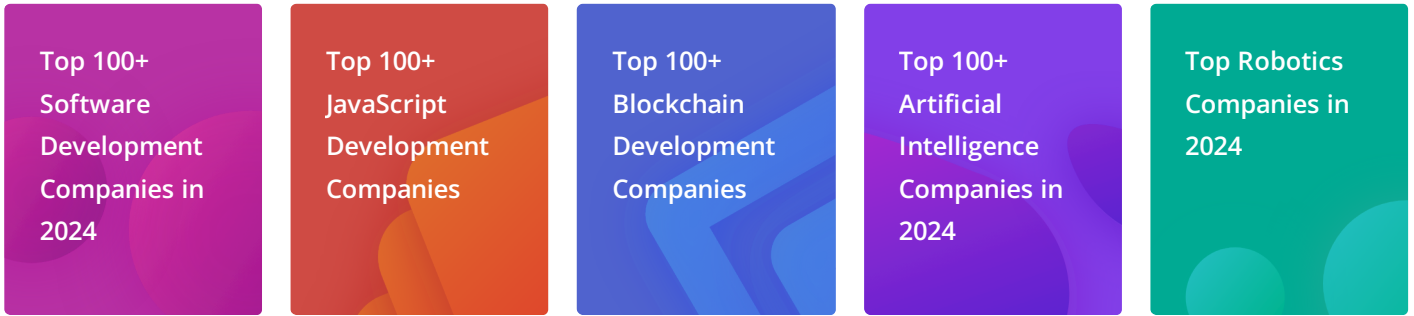 Top 100+
Software
Development
Companies in
2024
Top 100+
JavaScript
Development
Companies
Top 100+
Blockchain
Development
Companies
Top 100+
Artificial
Intelligence
Companies in
2024
Top Robotics
Companies in
2024